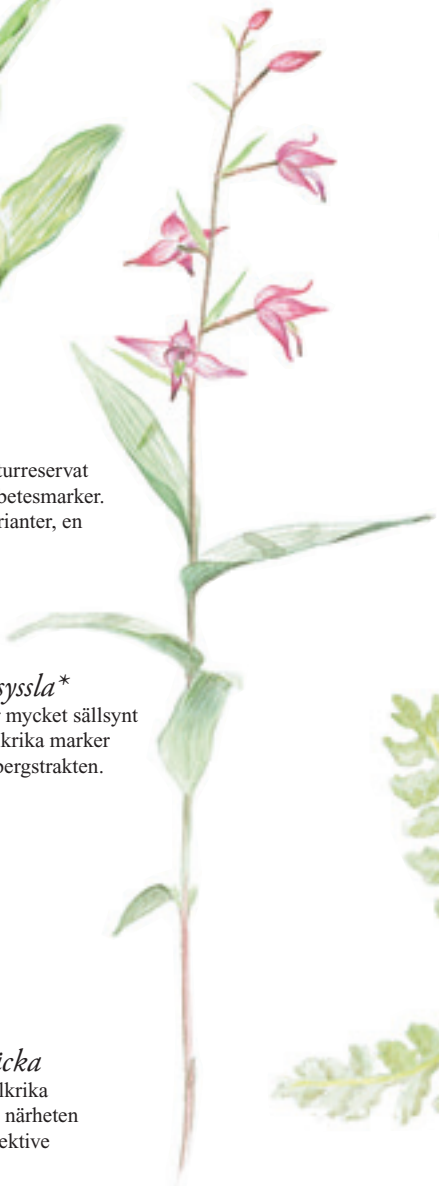 turreservat
betesmarker.
rianter, en
syssla*
mycket sällsynt
lkrika marker
bergstrakten.
icka
lkrika
närheten
ektive